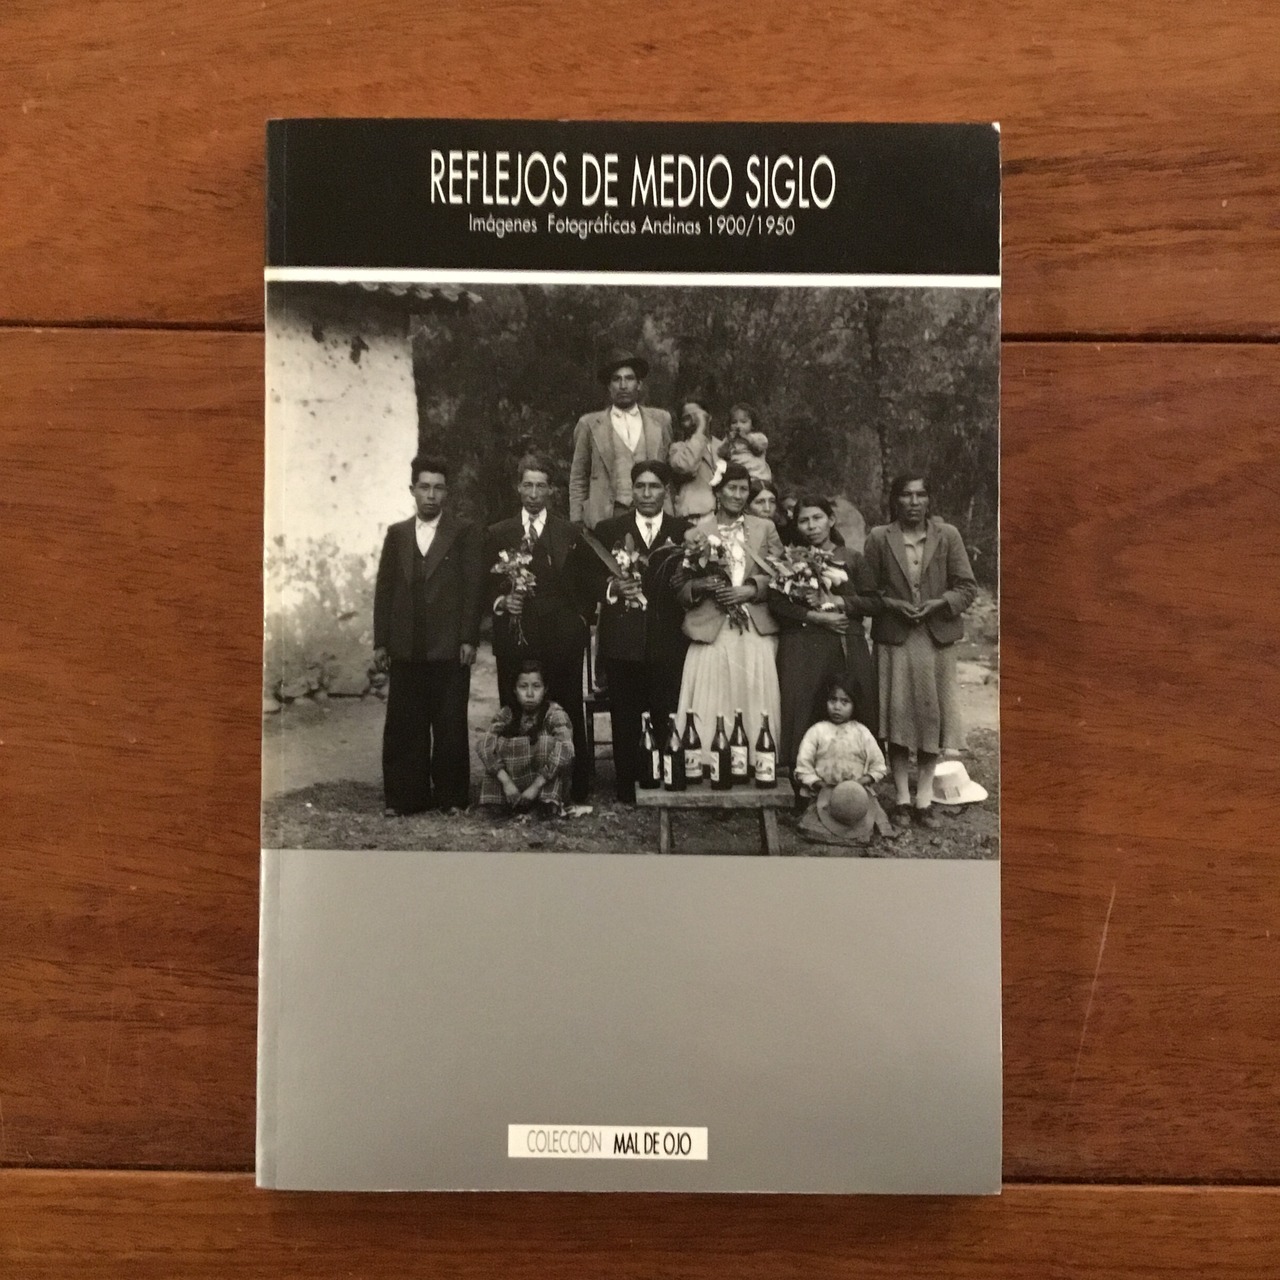 REFLEJOS DE MEDIO SIGLO
Imágenes Fotográficas Andinas 1900/1950
COLECCION MAL DE OJO